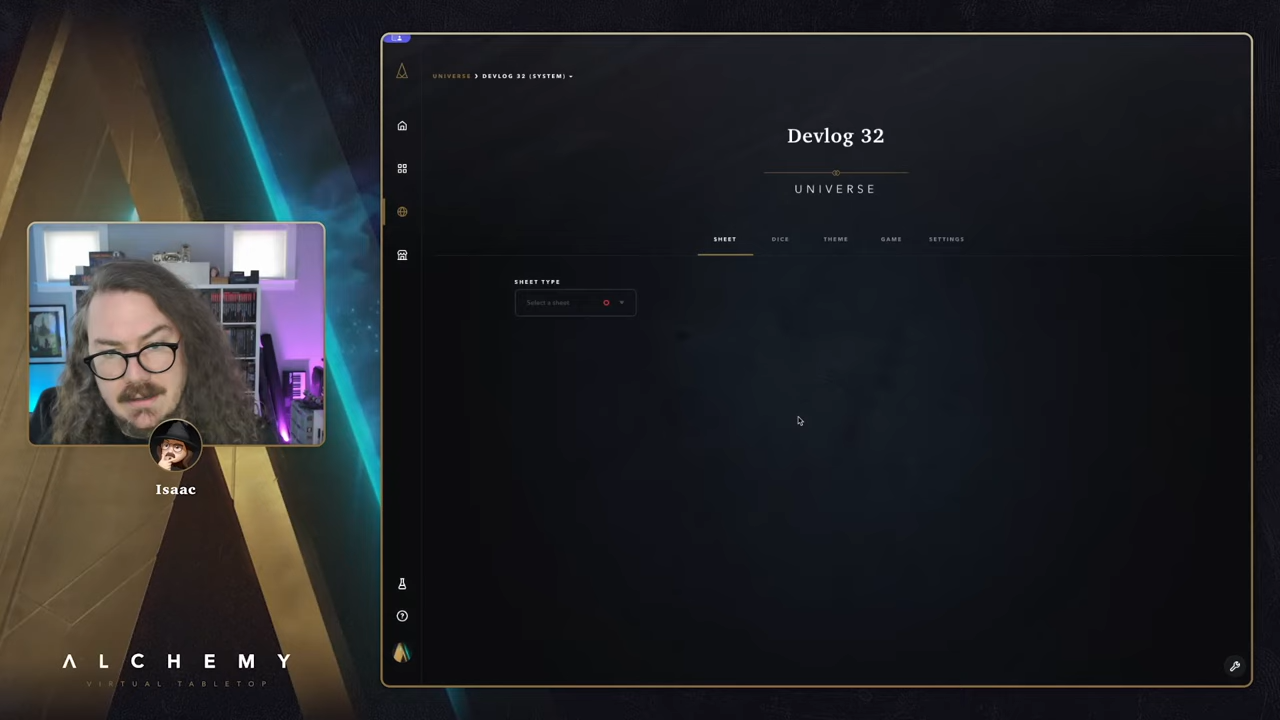 UNIVERSE › DEVLOG 32 (SYSTEM)
Devlog 32
UNIVERSE
SHEET DICE THEME GAME SETTINGS
SHEET TYPE
Select a sheet
Isaac
ALCHEMY
VIRTUAL TABLETOP